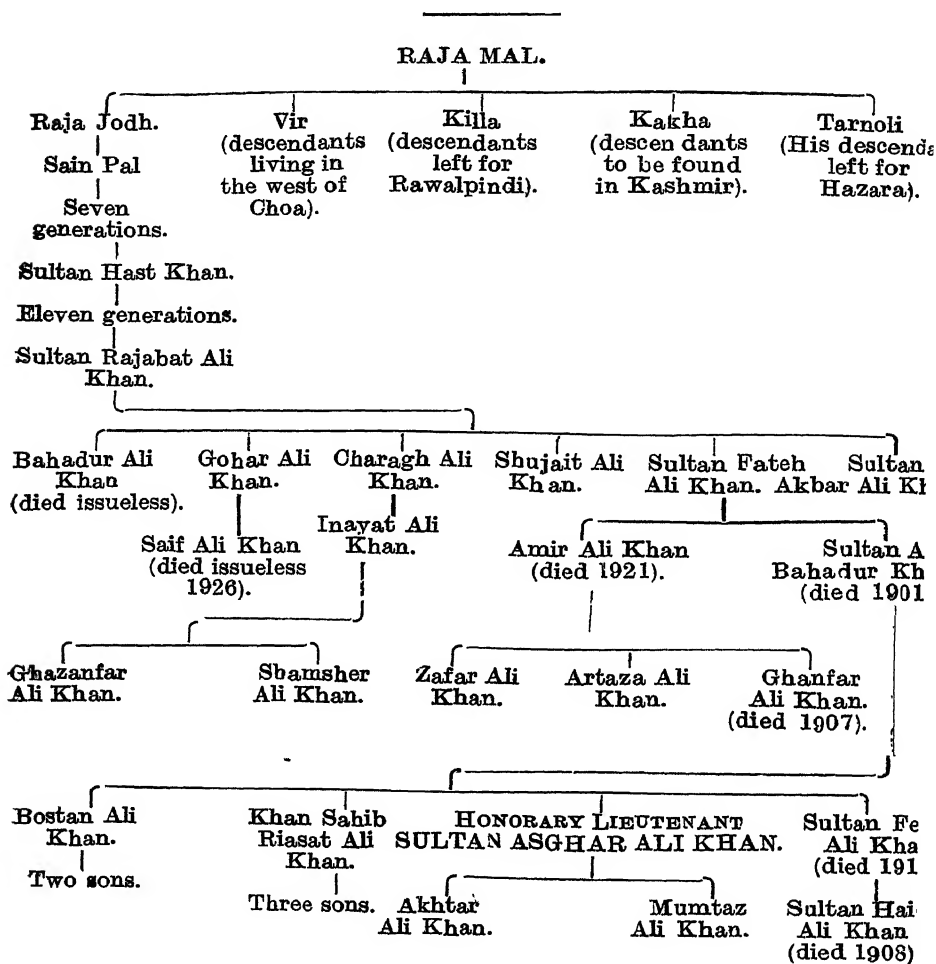 RAJA MAL.
Raja Jodh.
Vir
(descendants
living in
the west of
Choa).
Killa
(descendants
left for
Rawalpindi).
Kakha
(descen dants
to be found
in Kashmir).
Tarnoli
(His descenda
left for
Hazara).
Sain Pal
Seven
generations.
Sultan Hast Khan.
Eleven generations.
Sultan Rajabat Ali
Khan.
Bahadur Ali
Khan
(died issueless).
Gohar Ali
Khan.
Charagh Ali
Khan.
Shujait Ali
Khan.
Sultan Fateh
Ali Khan.
Sultan
Akbar Ali Kh
Saif Ali Khan
(died issueless
1926).
Inayat Ali
Khan.
Amir Ali Khan
(died 1921).
Sultan A
Bahadur Kh
(died 1901
Ghazanfar
Ali Khan.
Shamsher
Ali Khan.
Zafar Ali
Khan.
Artaza Ali
Khan.
Ghanfar
Ali Khan.
(died 1907).
Bostan Ali
Khan.
Two sons.
Khan Sahib
Riasat Ali
Khan.
Three sons.
HONORARY LIEUTENANT
SULTAN ASGHAR ALI KHAN.
Akhtar
Ali Khan.
Mumtaz
Ali Khan.
Sultan Fe
Ali Kha
(died 191
Sultan Hai
Ali Khan
(died 1908)